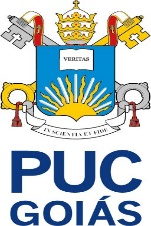 VERITAS
IN SCIENTIA ET FIDE
PUC
GOIÁS